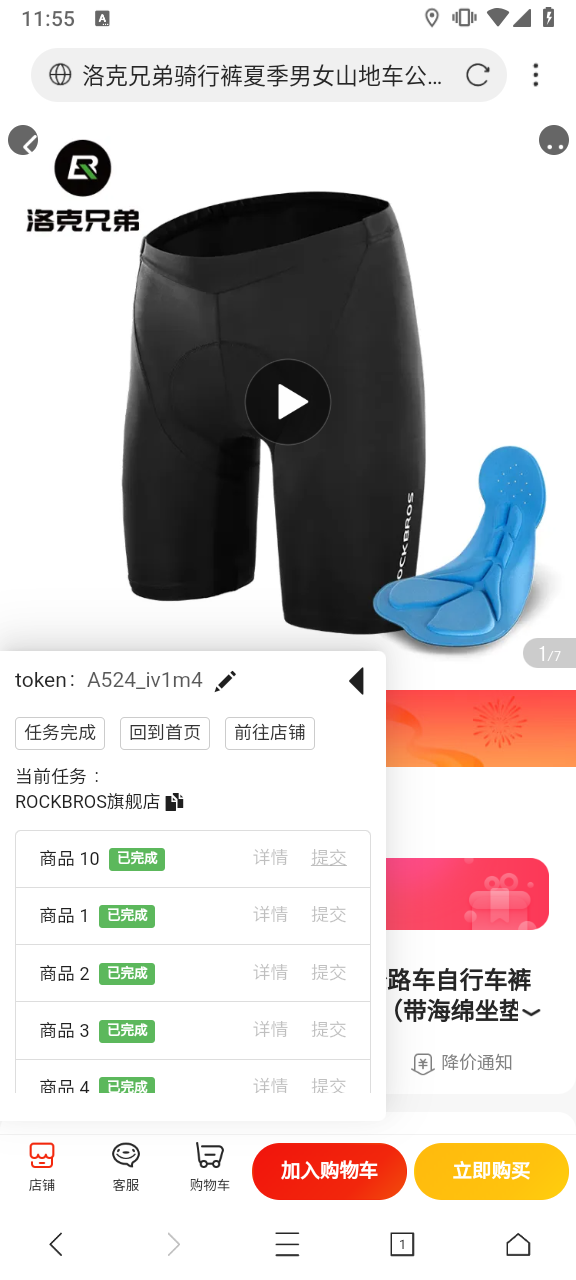 11:55
A
洛克兄弟骑行裤夏季男女山地车公...
洛克兄弟
ROCKBROS
1/7
token: A524_iv1m4
任务完成 回到首页 前往店铺
当前任务：
ROCKBROS旗舰店
商品 10 已完成 详情 提交
商品 1 已完成 详情 提交
商品 2 已完成 详情 提交
商品 3 已完成 详情 提交
商品 4 已完成 详情 提交
路车自行车裤
（带海绵坐垫
降价通知
店铺 客服 购物车 加入购物车 立即购买
1